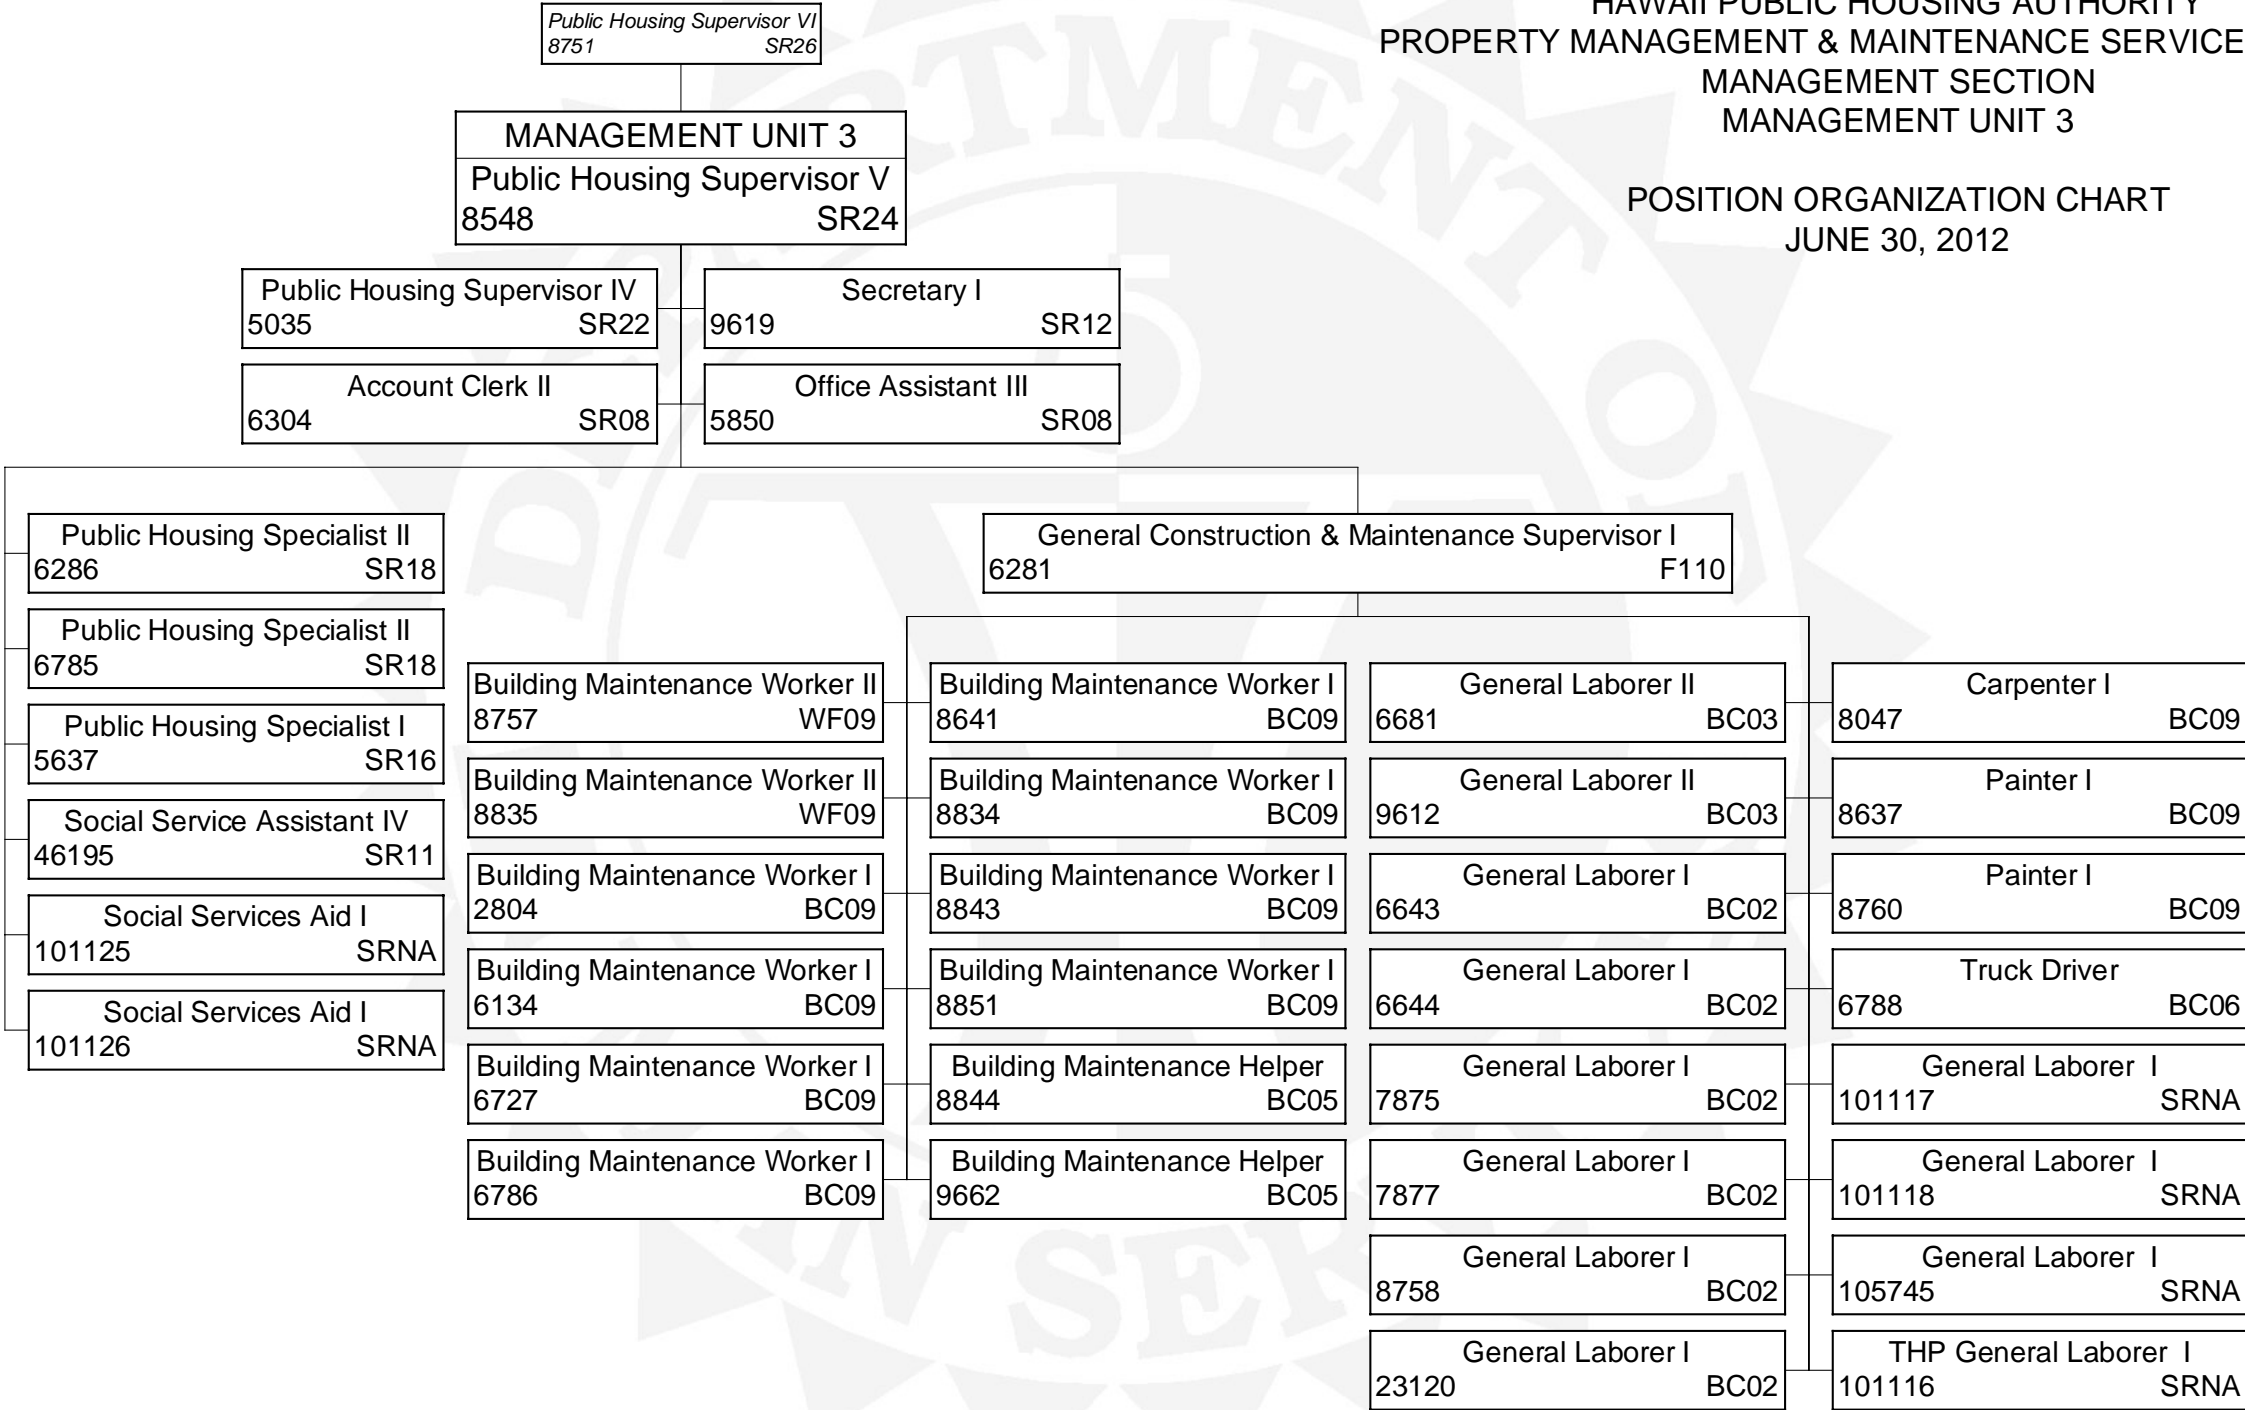 HAWAII PUBLIC HOUSING AUTHORITY
PROPERTY MANAGEMENT & MAINTENANCE SERVICE
MANAGEMENT SECTION
MANAGEMENT UNIT 3
POSITION ORGANIZATION CHART
JUNE 30, 2012
Public Housing Supervisor VI
8751 SR26
MANAGEMENT UNIT 3
Public Housing Supervisor V
8548 SR24
Public Housing Supervisor IV
5035 SR22
Secretary I
9619 SR12
Account Clerk II
6304 SR08
Office Assistant III
5850 SR08
Public Housing Specialist II
6286 SR18
Public Housing Specialist II
6785 SR18
Public Housing Specialist I
5637 SR16
Social Service Assistant IV
46195 SR11
Social Services Aid I
101125 SRNA
Social Services Aid I
101126 SRNA
General Construction & Maintenance Supervisor I
6281 F110
Building Maintenance Worker II
8757 WF09
Building Maintenance Worker II
8835 WF09
Building Maintenance Worker I
2804 BC09
Building Maintenance Worker I
6134 BC09
Building Maintenance Worker I
6727 BC09
Building Maintenance Worker I
6786 BC09
Building Maintenance Worker I
8641 BC09
Building Maintenance Worker I
8834 BC09
Building Maintenance Worker I
8843 BC09
Building Maintenance Worker I
8851 BC09
Building Maintenance Helper
8844 BC05
Building Maintenance Helper
9662 BC05
General Laborer II
6681 BC03
General Laborer II
9612 BC03
General Laborer I
6643 BC02
General Laborer I
6644 BC02
General Laborer I
7875 BC02
General Laborer I
7877 BC02
General Laborer I
8758 BC02
General Laborer I
23120 BC02
Carpenter I
8047 BC09
Painter I
8637 BC09
Painter I
8760 BC09
Truck Driver
6788 BC06
General Laborer I
101117 SRNA
General Laborer I
101118 SRNA
General Laborer I
105745 SRNA
THP General Laborer I
101116 SRNA